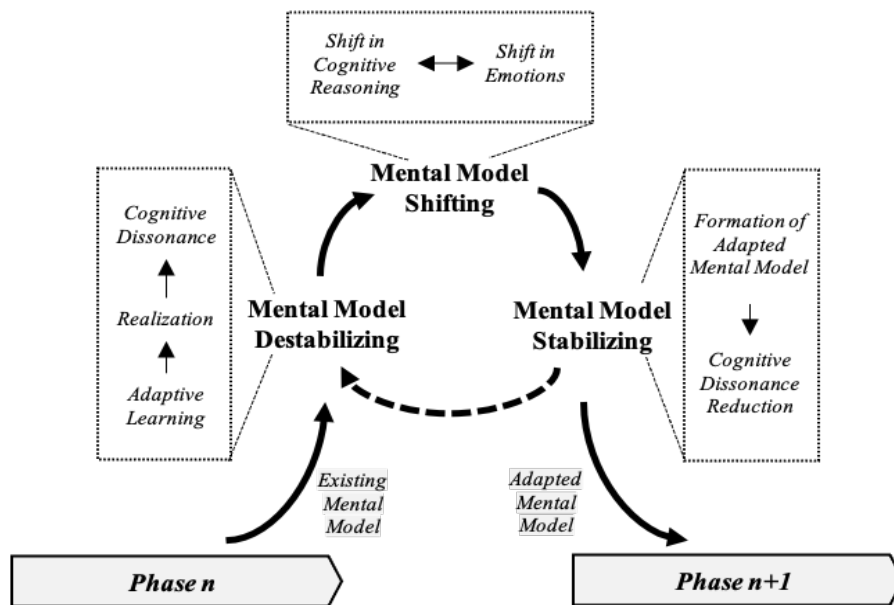 Shift in
Cognitive
Reasoning
Shift in
Emotions
Mental Model
Shifting
Cognitive
Dissonance
Realization
Adaptive
Learning
Mental Model
Destabilizing
Mental Model
Stabilizing
Formation of
Adapted
Mental Model
Cognitive
Dissonance
Reduction
Existing
Mental
Model
Adapted
Mental
Model
Phase n
Phase n+1